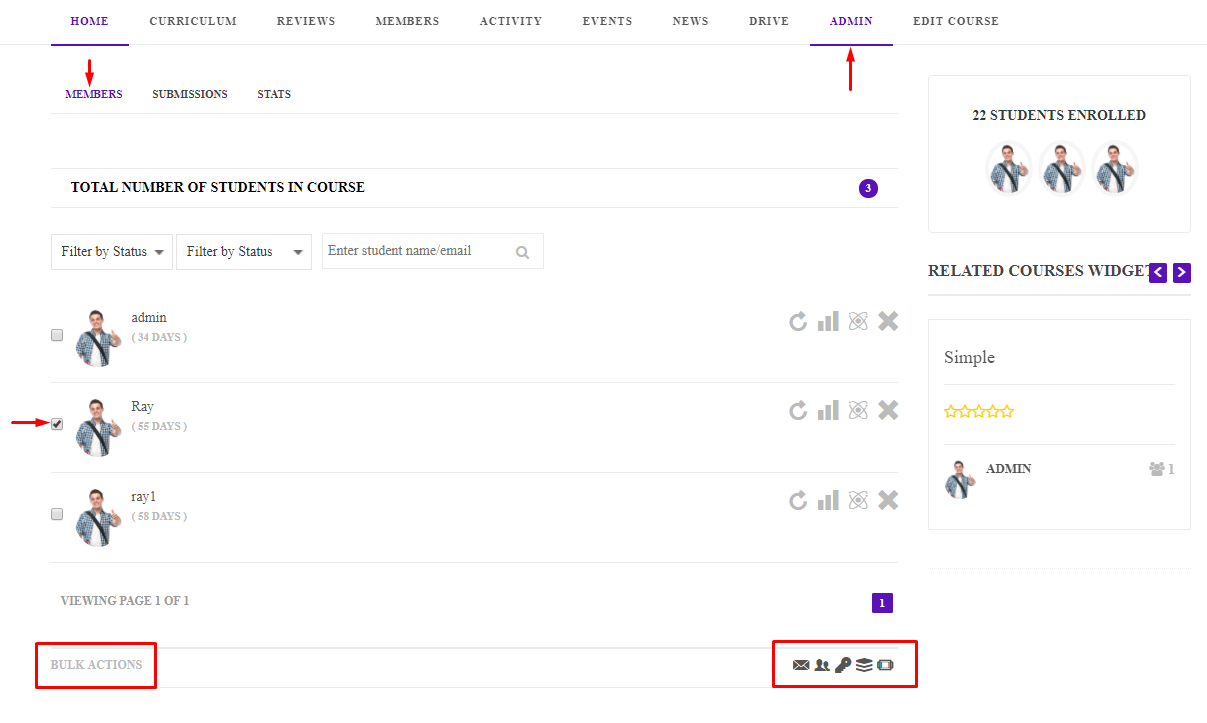 HOME CURRICULUM REVIEWS MEMBERS ACTIVITY EVENTS NEWS DRIVE ADMIN EDIT COURSE
MEMBERS SUBMISSIONS STATS
TOTAL NUMBER OF STUDENTS IN COURSE 3
Filter by Status Filter by Status Enter student name/email
admin
( 34 DAYS )
Ray
( 55 DAYS )
ray1
( 58 DAYS )
VIEWING PAGE 1 OF 1 1
BULK ACTIONS
22 STUDENTS ENROLLED
RELATED COURSES WIDGET
Simple
ADMIN 1